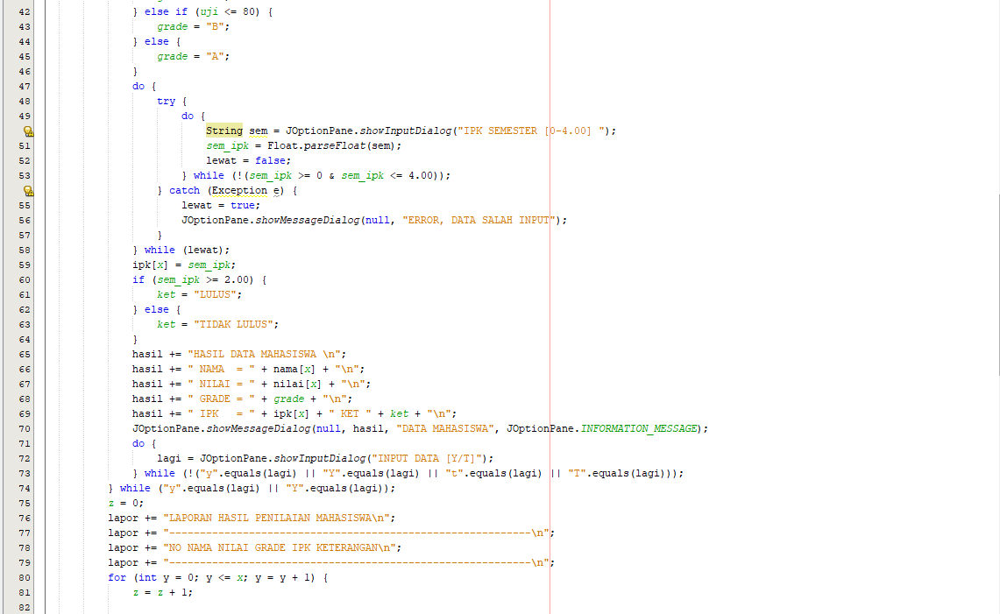 42 } else if (uji <= 80) {
43 grade = "B";
44 } else {
45 grade = "A";
46 }
47 do {
48 try {
49 do {
String sem = JOptionPane.showInputDialog("IPK SEMESTER [0-4.00] ");
51 sem_ipk = Float.parseFloat(sem);
52 lewat = false;
53 } while (!(sem_ipk >= 0 & sem_ipk <= 4.00));
} catch (Exception e) {
55 lewat = true;
56 JOptionPane.showMessageDialog(null, "ERROR, DATA SALAH INPUT");
57 }
58 } while (lewat);
59 ipk[x] = sem_ipk;
60 if (sem_ipk >= 2.00) {
61 ket = "LULUS";
62 } else {
63 ket = "TIDAK LULUS";
64 }
65 hasil += "HASIL DATA MAHASISWA \n";
66 hasil += " NAMA  = " + nama[x] + "\n";
67 hasil += " NILAI = " + nilai[x] + "\n";
68 hasil += " GRADE = " + grade + "\n";
69 hasil += " IPK   = " + ipk[x] + " KET " + ket + "\n";
70 JOptionPane.showMessageDialog(null, hasil, "DATA MAHASISWA", JOptionPane.INFORMATION_MESSAGE);
71 do {
72 lagi = JOptionPane.showInputDialog("INPUT DATA [Y/T]");
73 } while (!("y".equals(lagi) || "Y".equals(lagi) || "t".equals(lagi) || "T".equals(lagi)));
74 } while ("y".equals(lagi) || "Y".equals(lagi));
75 z = 0;
76 lapor += "LAPORAN HASIL PENILAIAN MAHASISWA\n";
77 lapor += "-----------------------------------------------------------\n";
78 lapor += "NO NAMA NILAI GRADE IPK KETERANGAN\n";
79 lapor += "-----------------------------------------------------------\n";
80 for (int y = 0; y <= x; y = y + 1) {
81 z = z + 1;
82